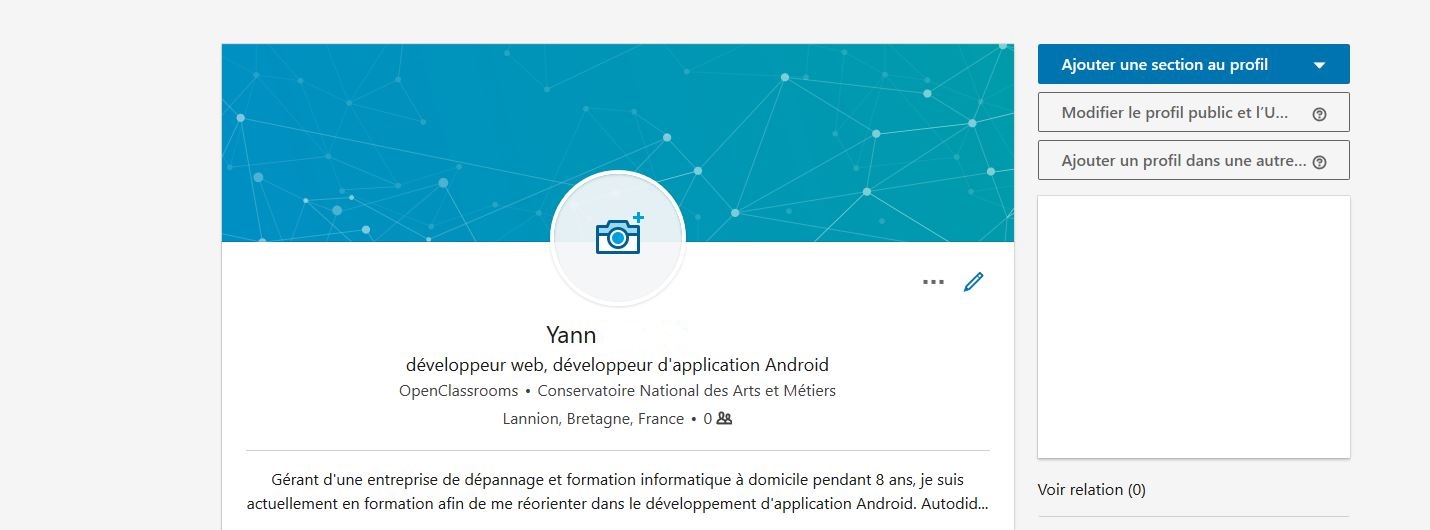 Ajouter une section au profil
Modifier le profil public et l’U...
Ajouter un profil dans une autre...
Yann
développeur web, développeur d'application Android
OpenClassrooms • Conservatoire National des Arts et Métiers
Lannion, Bretagne, France • 0
Gérant d'une entreprise de dépannage et formation informatique à domicile pendant 8 ans, je suis
actuellement en formation afin de me réorienter dans le développement d'application Android. Autodid...
Voir relation (0)